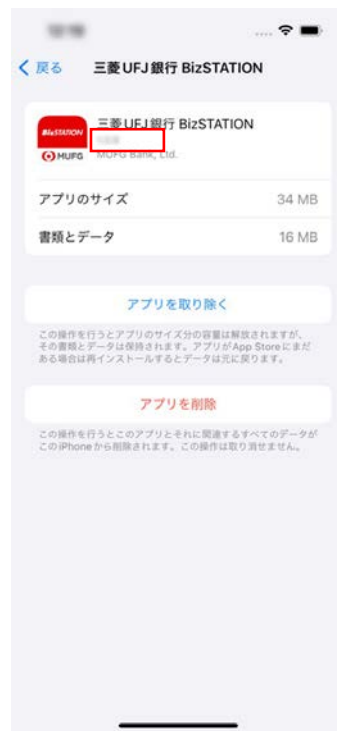 戻る 三菱UFJ銀行 BizSTATION
BizSTATION
MUFG
三菱UFJ銀行 BizSTATION
MUFG Bank, Ltd.
アプリのサイズ 34 MB
書類とデータ 16 MB
アプリを取り除く
この操作を行うとアプリのサイズ分の容量は解放されますが、
その書類とデータは保持されます。アプリがApp Storeにまだ
ある場合は再インストールするとデータは元に戻ります。
アプリを削除
この操作を行うとこのアプリとそれに関連するすべてのデータが
このiPhoneから削除されます。この操作は取り消せません。